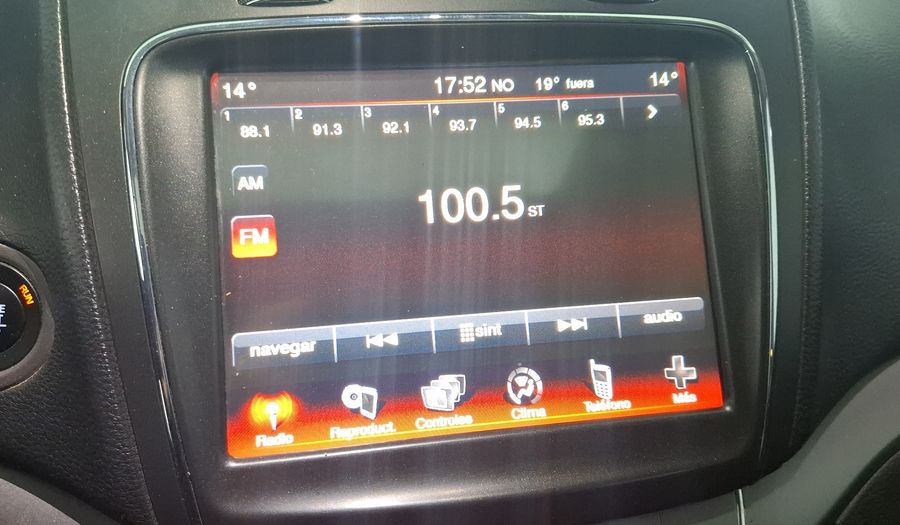 14° 17:52 NO 19° fuera 14°
1 88.1 2 91.3 3 92.1 4 93.7 5 94.5 6 95.3
AM
100.5 ST
FM
RUN
navegar sint audio
Radio Reproduct. Controles Clima Teléfono Más